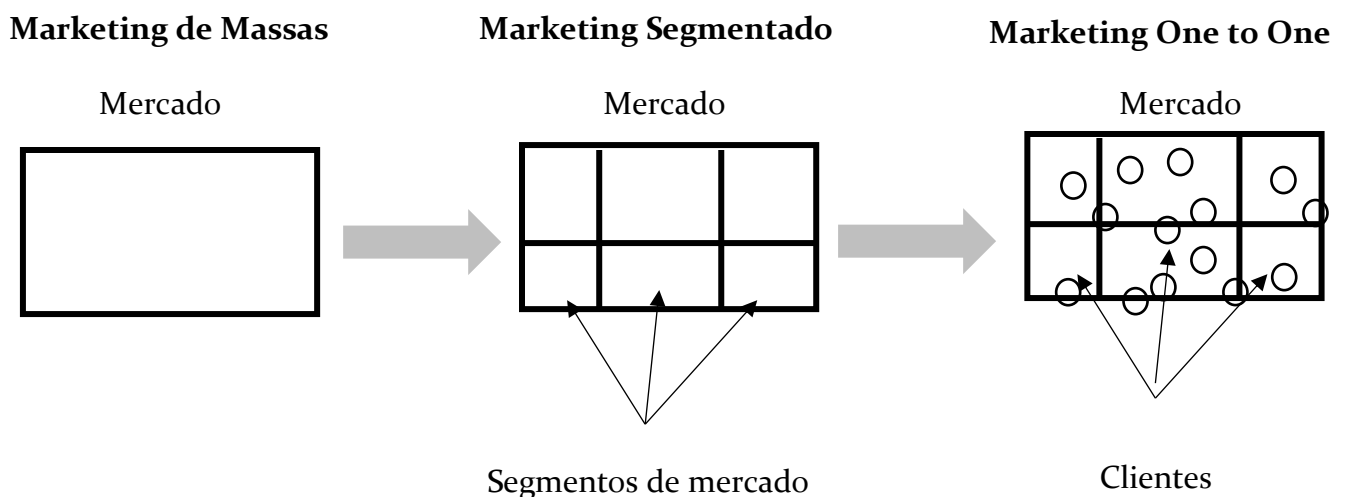 Marketing de Massas
Marketing Segmentado
Marketing One to One
Mercado
Mercado
Mercado
Segmentos de mercado
Clientes